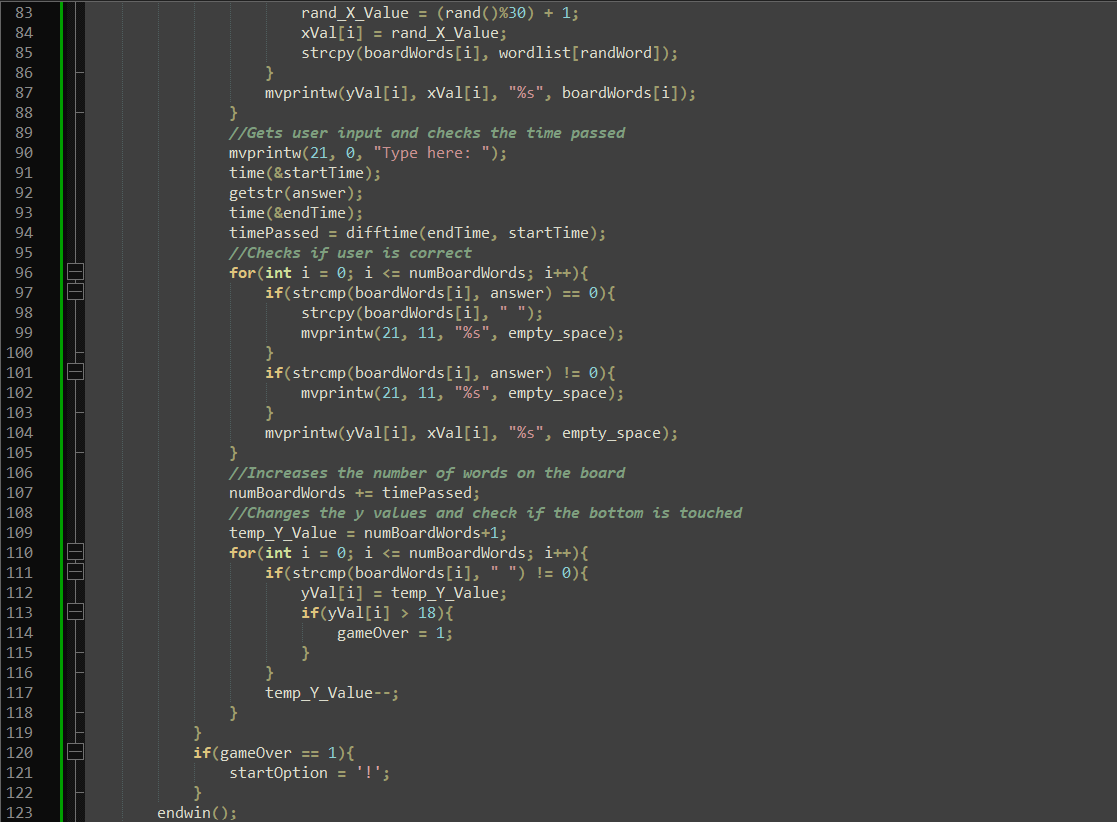 83 rand_X_Value = (rand()%30) + 1;
84 xVal[i] = rand_X_Value;
85 strcpy(boardWords[i], wordlist[randWord]);
86 }
87 mvprintw(yVal[i], xVal[i], "%s", boardWords[i]);
88 }
89 //Gets user input and checks the time passed
90 mvprintw(21, 0, "Type here: ");
91 time(&startTime);
92 getstr(answer);
93 time(&endTime);
94 timePassed = difftime(endTime, startTime);
95 //Checks if user is correct
96 for(int i = 0; i <= numBoardWords; i++){
97 if(strcmp(boardWords[i], answer) == 0){
98 strcpy(boardWords[i], " ");
99 mvprintw(21, 11, "%s", empty_space);
100 }
101 if(strcmp(boardWords[i], answer) != 0){
102 mvprintw(21, 11, "%s", empty_space);
103 }
104 mvprintw(yVal[i], xVal[i], "%s", empty_space);
105 }
106 //Increases the number of words on the board
107 numBoardWords += timePassed;
108 //Changes the y values and check if the bottom is touched
109 temp_Y_Value = numBoardWords+1;
110 for(int i = 0; i <= numBoardWords; i++){
111 if(strcmp(boardWords[i], " ") != 0){
112 yVal[i] = temp_Y_Value;
113 if(yVal[i] > 18){
114 gameOver = 1;
115 }
116 }
117 temp_Y_Value--;
118 }
119 }
120 if(gameOver == 1){
121 startOption = '!';
122 }
123 endwin();